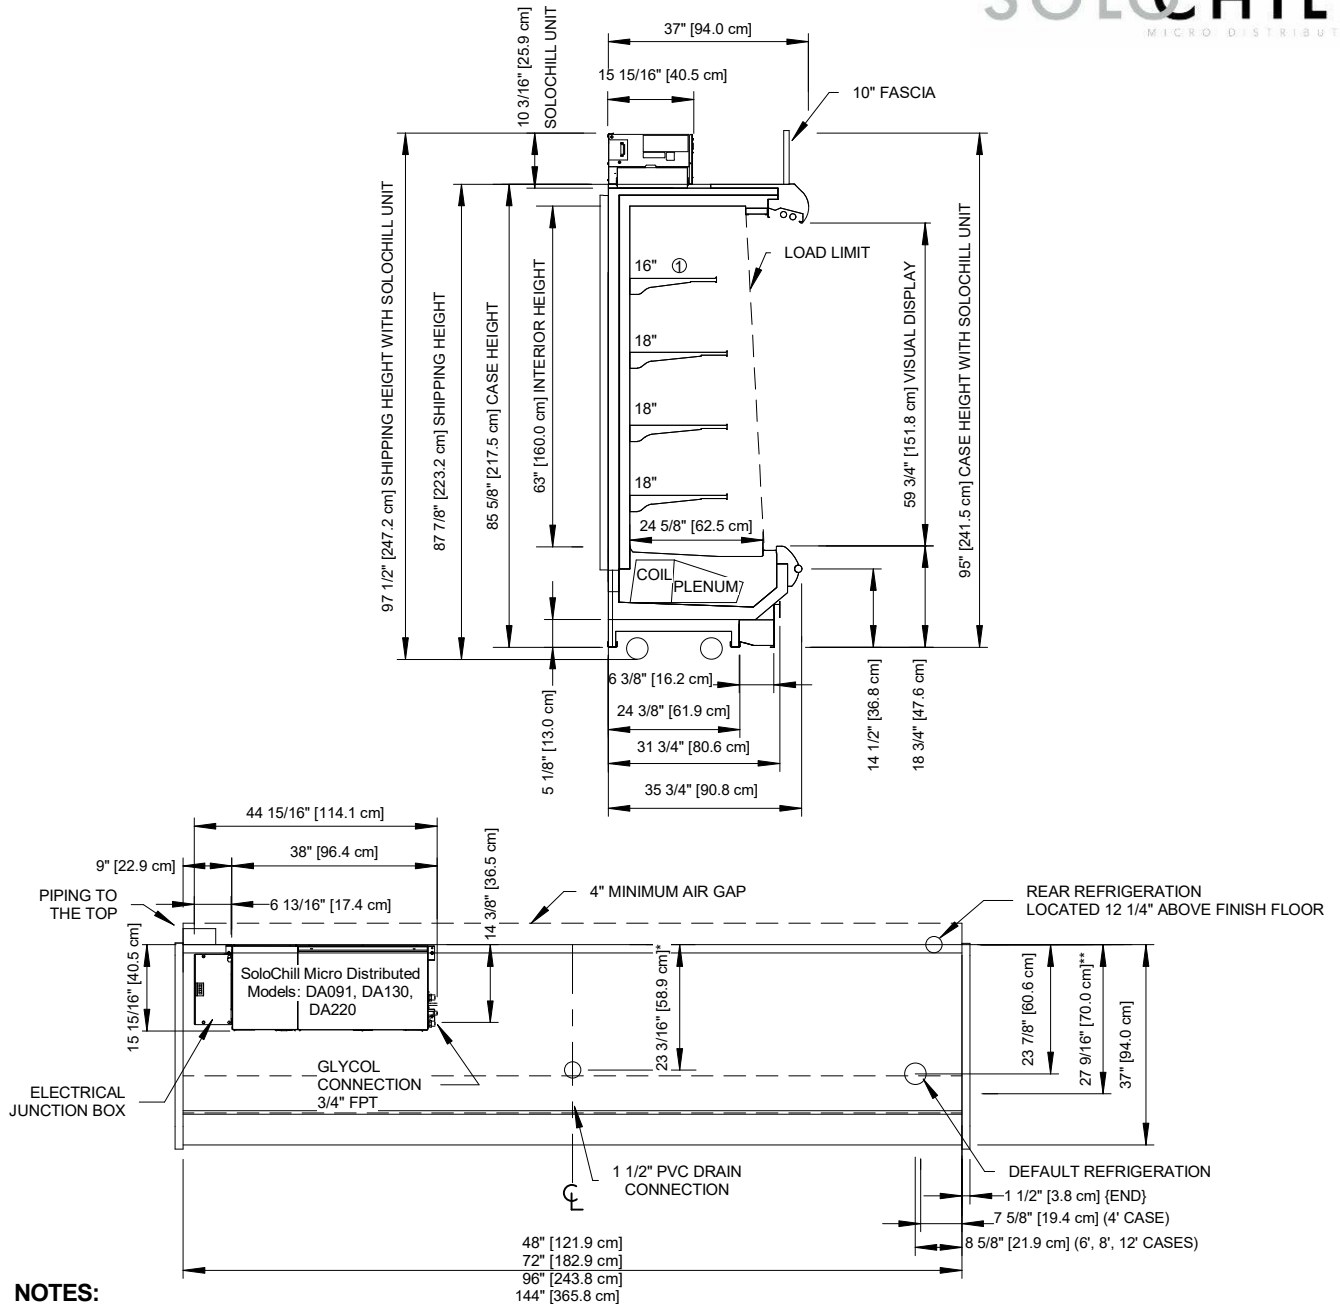 SOLOCHIL
MICRO DISTRIBUT
37" [94.0 cm]
15 15/16" [40.5 cm]
10 3/16" [25.9 cm]
SOLOCHILL UNIT
10" FASCIA
97 1/2" [247.2 cm] SHIPPING HEIGHT WITH SOLOCHILL UNIT
87 7/8" [223.2 cm] SHIPPING HEIGHT
85 5/8" [217.5 cm] CASE HEIGHT
63" [160.0 cm] INTERIOR HEIGHT
LOAD LIMIT
16" ①
18"
18"
18"
24 5/8" [62.5 cm]
COIL
PLENUM
59 3/4" [151.8 cm] VISUAL DISPLAY
95" [241.5 cm] CASE HEIGHT WITH SOLOCHILL UNIT
5 1/8" [13.0 cm]
6 3/8" [16.2 cm]
24 3/8" [61.9 cm]
31 3/4" [80.6 cm]
35 3/4" [90.8 cm]
14 1/2" [36.8 cm]
18 3/4" [47.6 cm]
44 15/16" [114.1 cm]
9" [22.9 cm]
38" [96.4 cm]
6 13/16" [17.4 cm]
PIPING TO
THE TOP
14 3/8" [36.5 cm]
4" MINIMUM AIR GAP
REAR REFRIGERATION
LOCATED 12 1/4" ABOVE FINISH FLOOR
15 15/16" [40.5 cm]
SoloChill Micro Distributed
Models: DA091, DA130,
DA220
23 3/16" [58.9 cm]*
23 7/8" [60.6 cm]
27 9/16" [70.0 cm]**
37" [94.0 cm]
GLYCOL
CONNECTION
3/4" FPT
ELECTRICAL
JUNCTION BOX
1 1/2" PVC DRAIN
CONNECTION
CL
DEFAULT REFRIGERATION
1 1/2" [3.8 cm] {END}
7 5/8" [19.4 cm] (4' CASE)
8 5/8" [21.9 cm] (6', 8', 12' CASES)
48" [121.9 cm]
72" [182.9 cm]
96" [243.8 cm]
144" [365.8 cm]
NOTES: